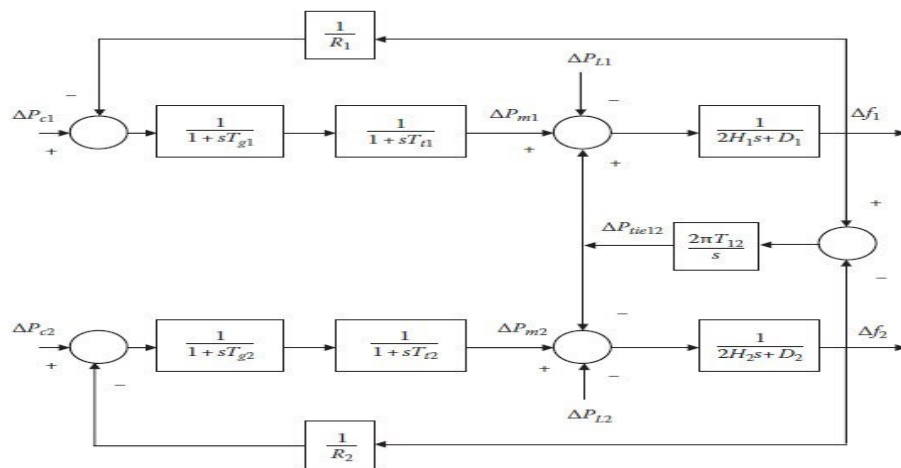 1
R1
ΔPL1
−
−
ΔPc1
+
1
1 + sTg1
1
1 + sTt1
ΔPm1
+
+
1
2H1s + D1
Δf1
+
ΔPtie12
2πT12
s
−
ΔPc2
+
−
1
1 + sTg2
1
1 + sTt2
ΔPm2
+
−
−
1
2H2s + D2
Δf2
ΔPL2
1
R2